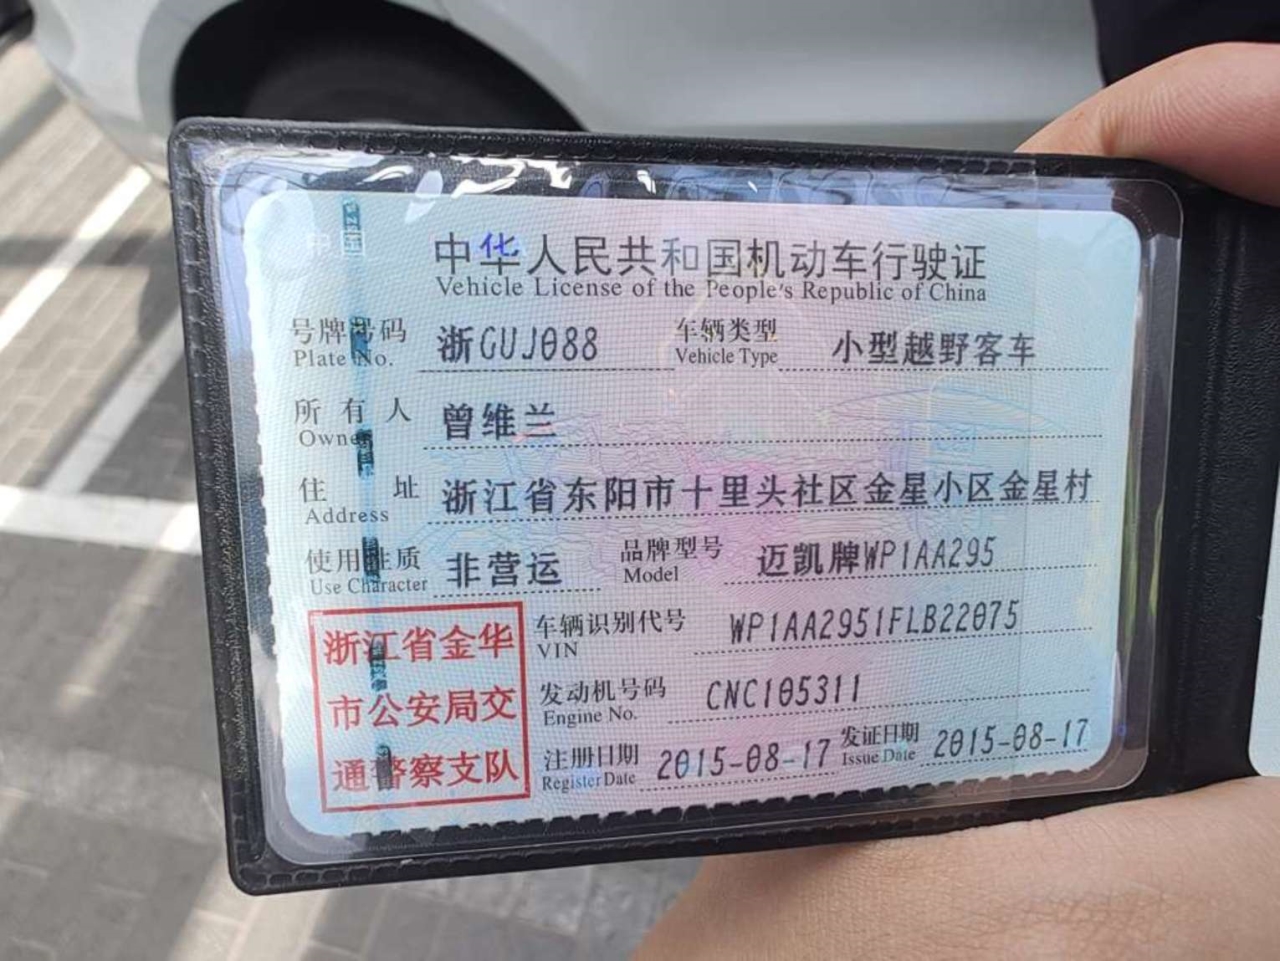 中国
中华人民共和国机动车行驶证
Vehicle License of the People's Republic of China
号牌号码 浙GUJ088 车辆类型 小型越野客车
Plate No. Vehicle Type
所有人 曾维兰
Owner
住址 浙江省东阳市十里头社区金星小区金星村
Address
使用性质 非营运 品牌型号 迈凯牌WP1AA295
Use Character Model
浙江省金华
市公安局交
通警察支队
车辆识别代号 WP1AA2951FLB22075
VIN
发动机号码 CNC105311
Engine No.
注册日期 2015-08-17 发证日期 2015-08-17
Register Date Issue Date